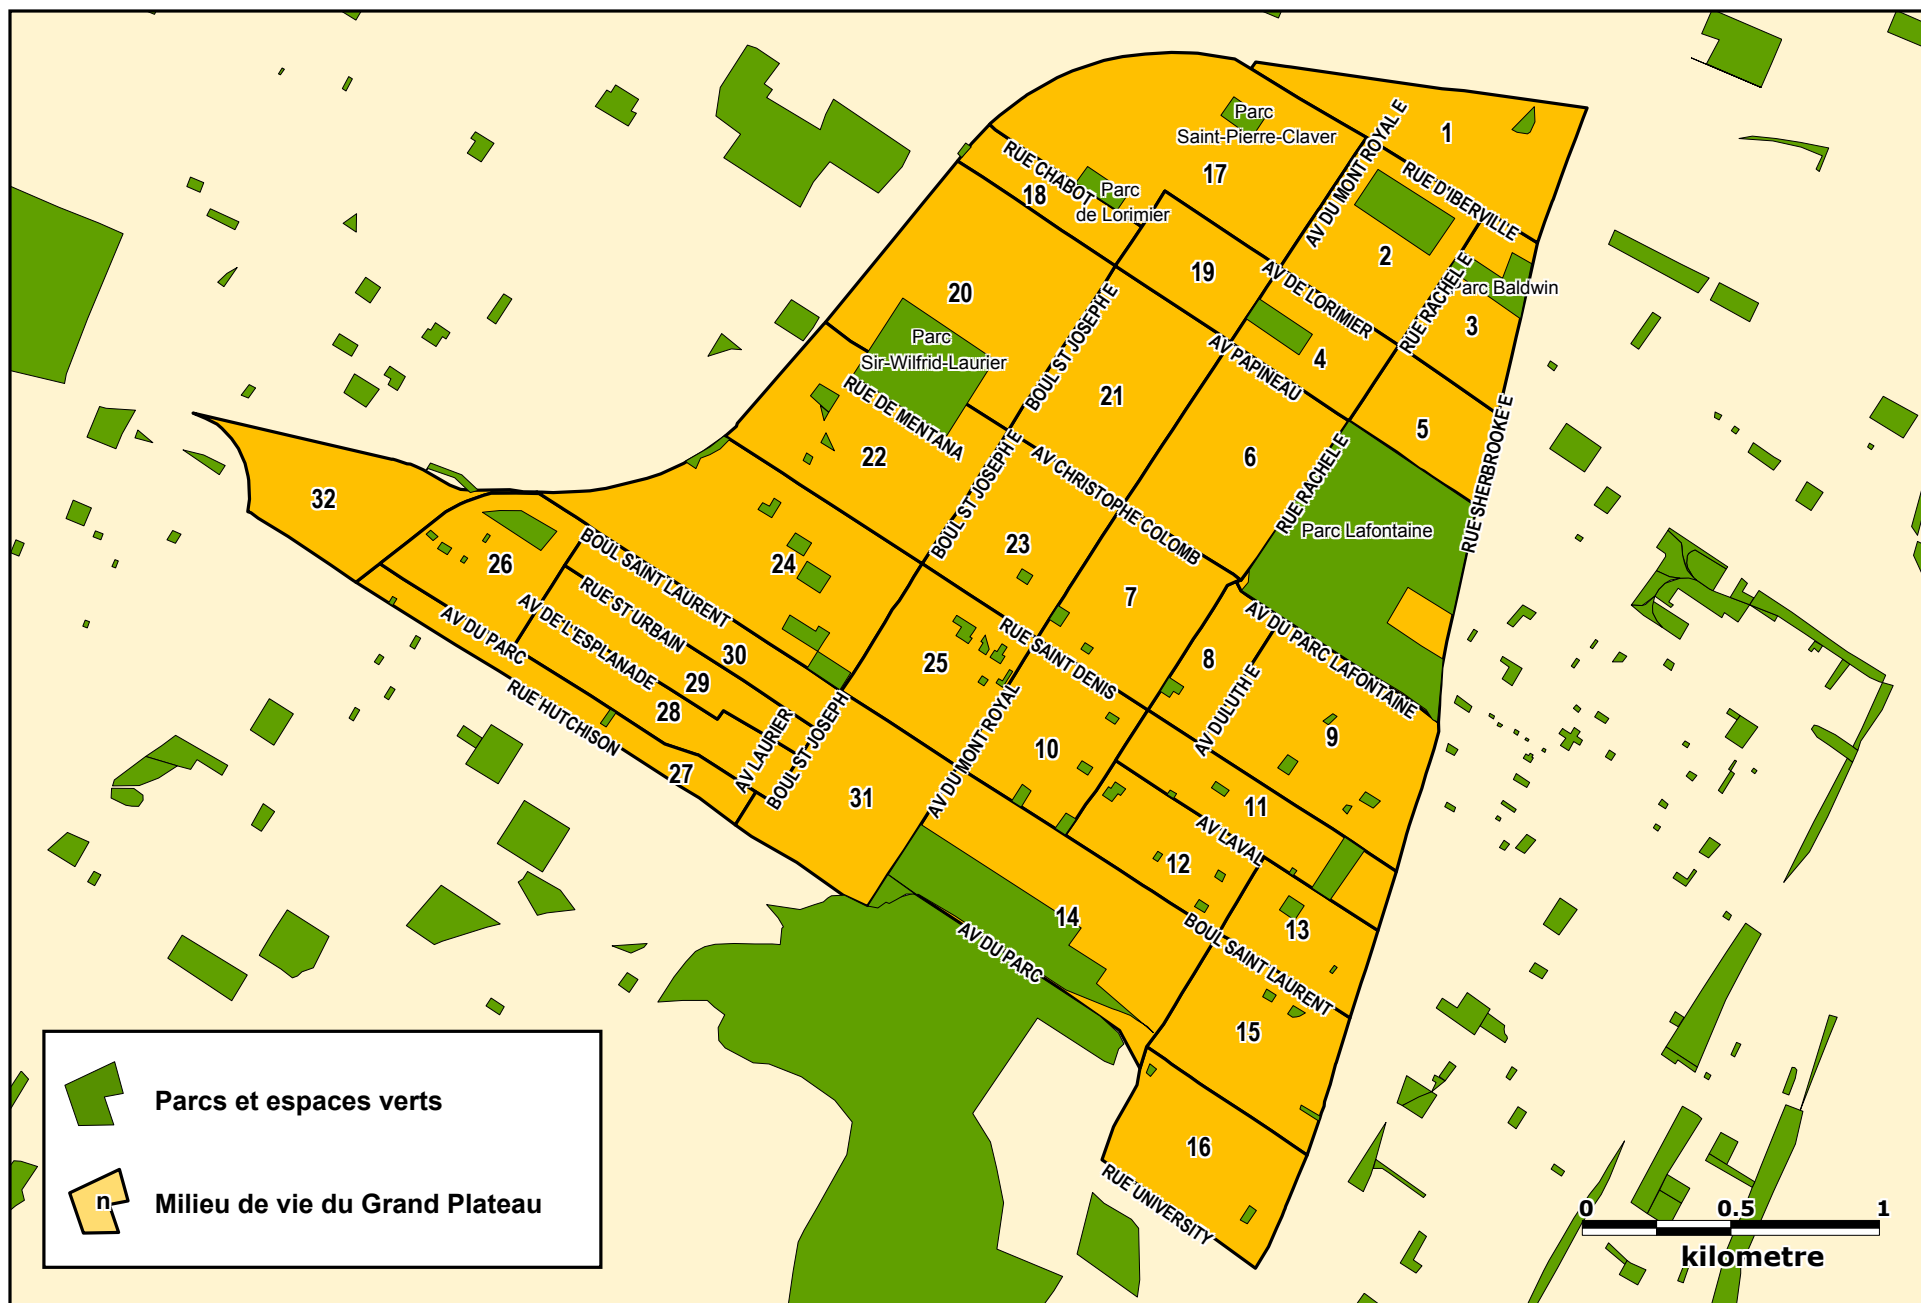 Parc
Saint-Pierre-Claver
1
AV DU MONT ROYAL E
RUE CHABOT
17
RUE D'IBERVILLE
18
Parc
de Lorimier
2
19
AV DE LORIMIER
RUE RACHEL E
Parc Baldwin
3
20
BOUL ST JOSEPH E
Parc
Sir-Wilfrid-Laurier
AV PAPINEAU
4
RUE DE MENTANA
21
5
22
6
RUE SHERBROOKE E
BOUL ST JOSEPH E
AV CHRISTOPHE COLOMB
RUE RACHEL E
Parc Lafontaine
32
23
24
26
BOUL SAINT LAURENT
7
RUE ST URBAIN
AV DE L'ESPLANADE
AV DU PARC
AV DU PARC LAFONTAINE
RUE SAINT DENIS
30
25
8
29
AV DULUTH E
28
RUE HUTCHISON
AV LAURIER
BOUL ST-JOSEPH
AV DU MONT ROYAL
10
9
27
31
11
AV LAVAL
12
14
13
BOUL SAINT LAURENT
AV DU PARC
15
16
RUE UNIVERSITY
Parcs et espaces verts
n
Milieu de vie du Grand Plateau
0 0.5 1
kilometre